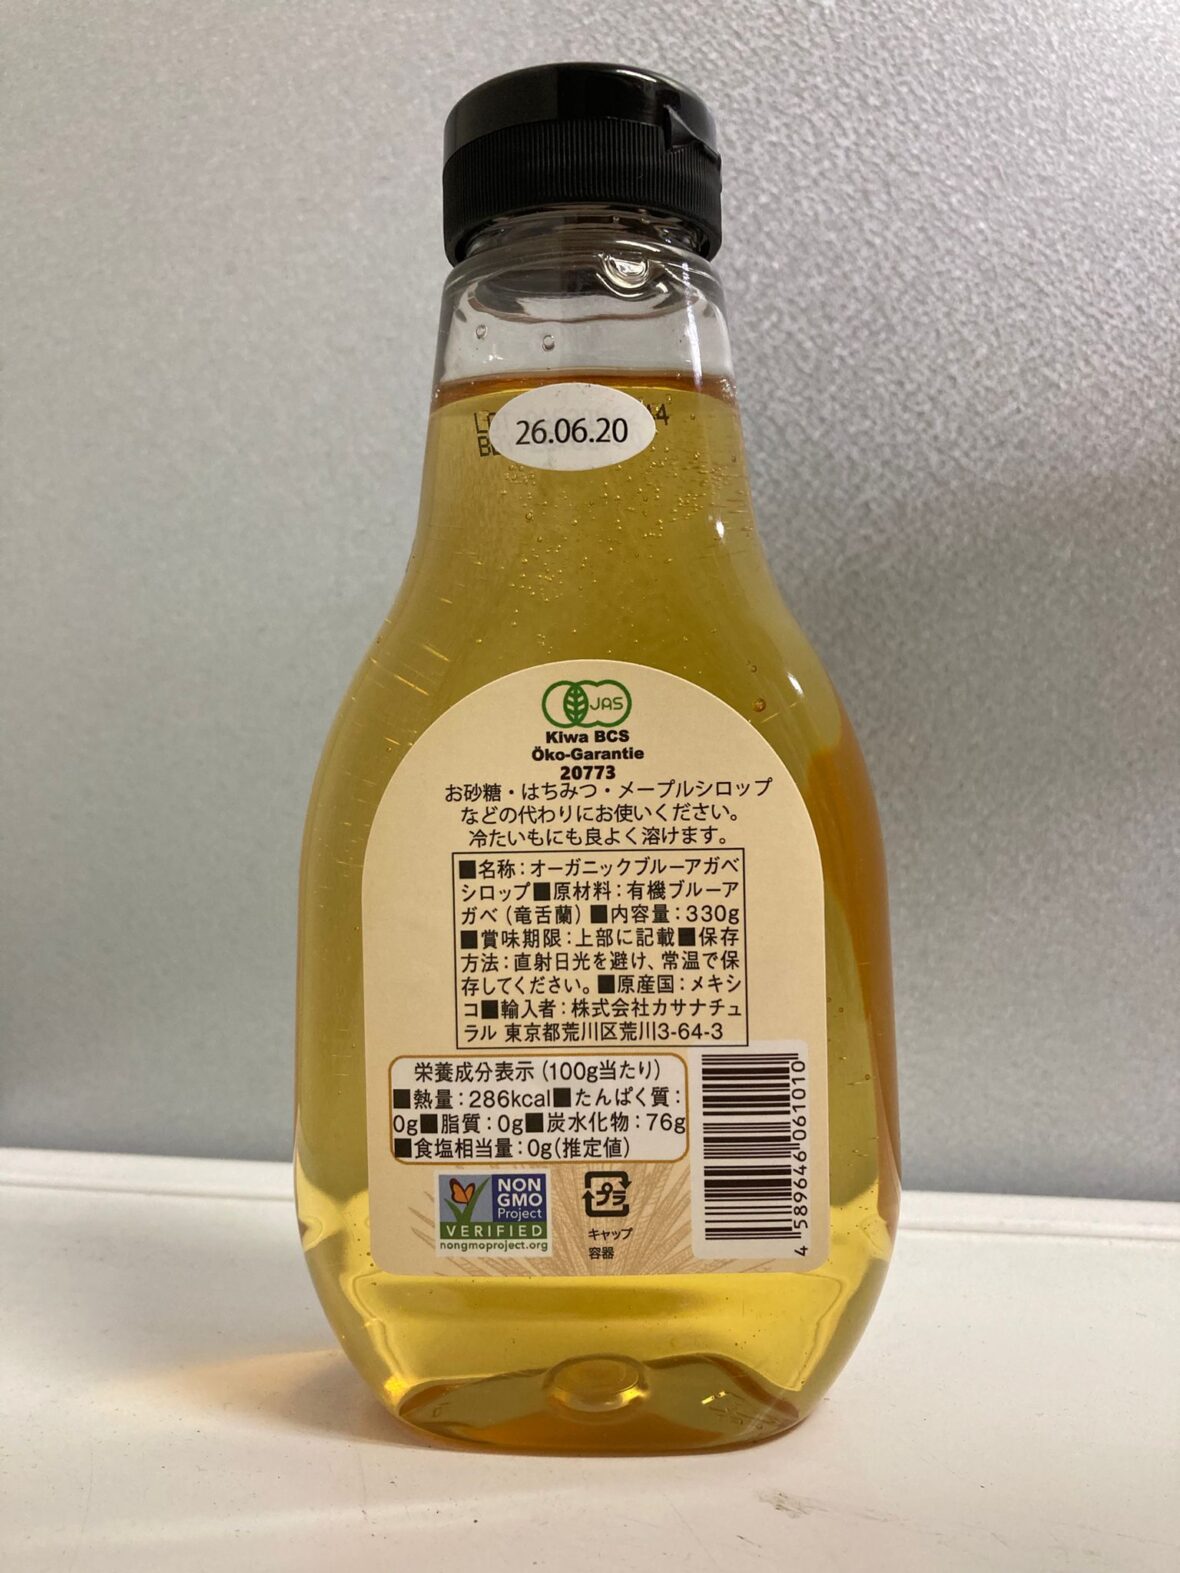 26.06.20
JAS
Kiwa BCS
Öko-Garantie
20773
お砂糖・はちみつ・メープルシロップ
などの代わりにお使いください。
冷たいもにも良よく溶けます。
■名称：オーガニックブルーアガベ
シロップ■原材料：有機ブルーア
ガベ（竜舌蘭）■内容量：330g
■賞味期限：上部に記載■保存
方法：直射日光を避け、常温で保
存してください。■原産国：メキシ
コ■輸入者：株式会社カサナチュ
ラル 東京都荒川区荒川3-64-3
栄養成分表示（100g当たり）
■熱量：286kcal■たんぱく質：
0g■脂質：0g■炭水化物：76g
■食塩相当量：0g（推定値）
NON
GMO
Project
VERIFIED
nongmoproject.org
プラ
キャップ
容器
4 589646 061010